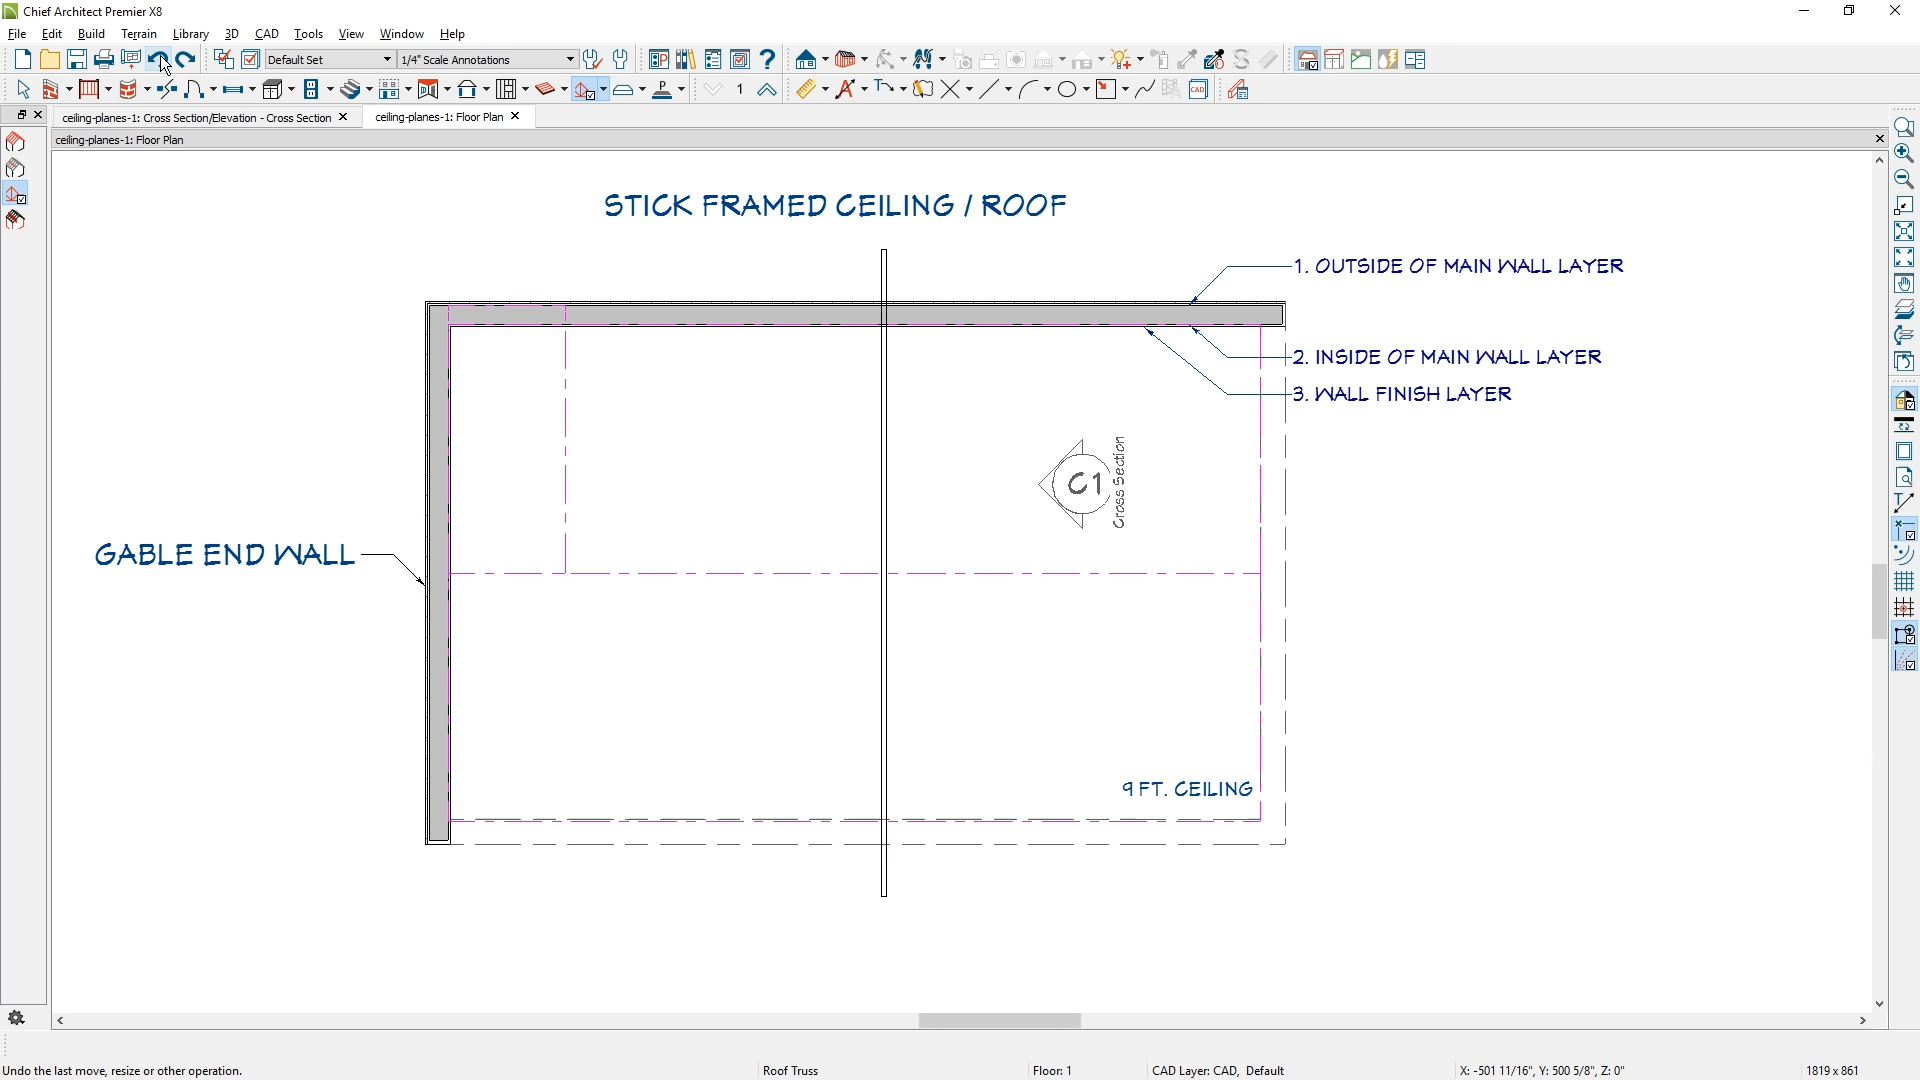 Chief Architect Premier X8
File Edit Build Terrain Library 3D CAD Tools View Window Help
Default Set 1/4" Scale Annotations
1 CAD
ceiling-planes-1: Cross Section/Elevation - Cross Section ceiling-planes-1: Floor Plan
ceiling-planes-1: Floor Plan
STICK FRAMED CEILING / ROOF
1. OUTSIDE OF MAIN WALL LAYER
2. INSIDE OF MAIN WALL LAYER
3. WALL FINISH LAYER
C1
Cross Section
GABLE END WALL
9 FT. CEILING
Undo the last move, resize or other operation. Roof Truss Floor: 1 CAD Layer: CAD, Default X: -501 11/16", Y: 500 5/8", Z: 0" 1819 x 861